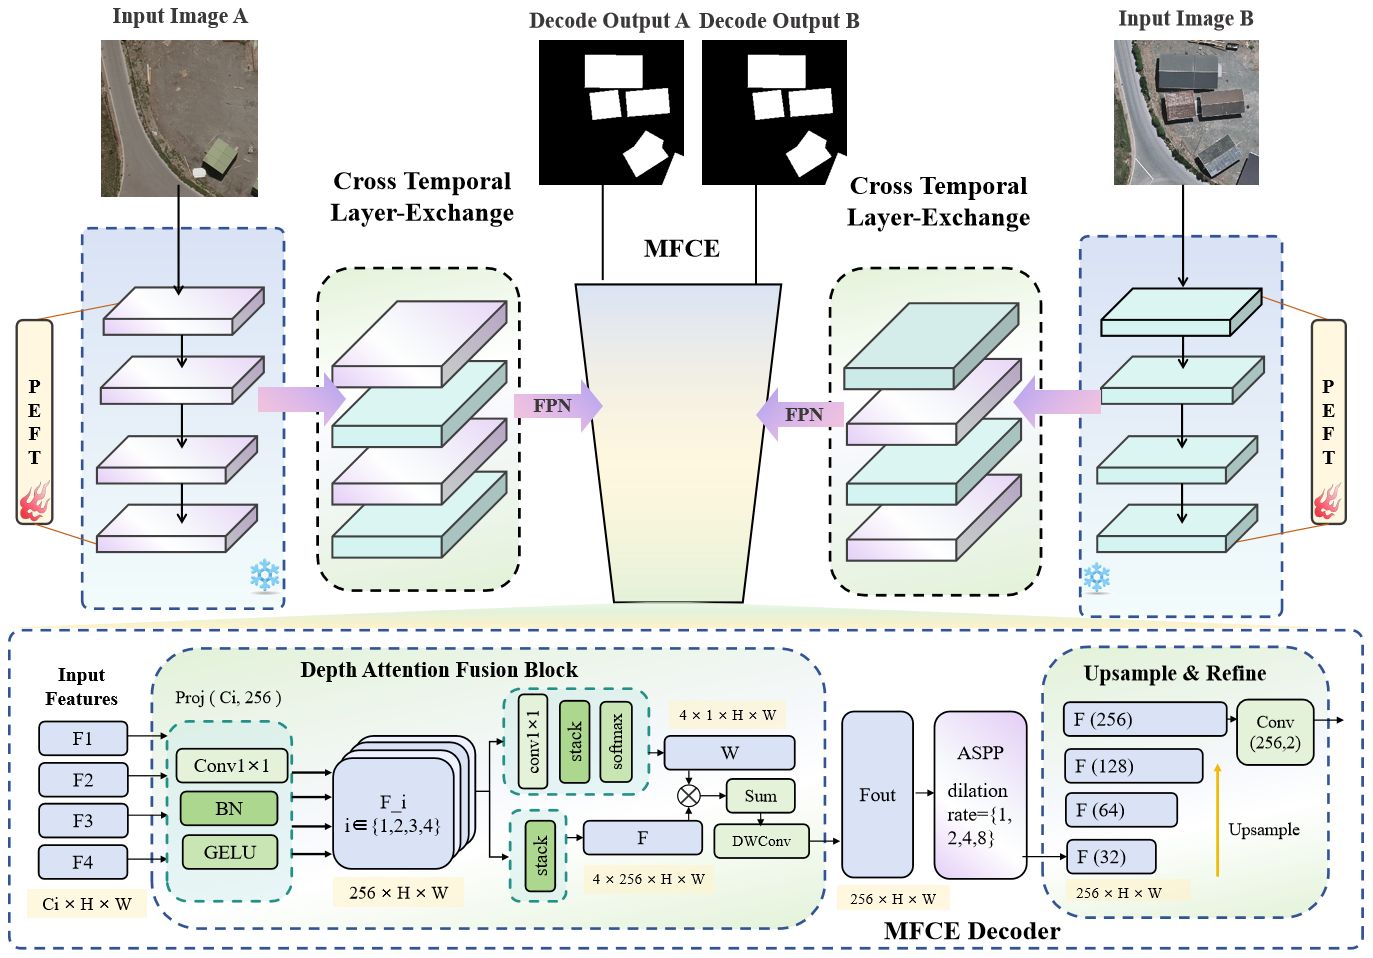 Input Image A
Decode Output A
Decode Output B
Input Image B
Cross Temporal
Layer-Exchange
MFCE
Cross Temporal
Layer-Exchange
P
E
F
T
FPN
FPN
P
E
F
T
Input
Features
F1
F2
F3
F4
Ci × H × W
Depth Attention Fusion Block
Proj ( Ci, 256 )
Conv1×1
BN
GELU
F_i
i∈{1,2,3,4}
256 × H × W
conv1×1
stack
softmax
stack
4 × 1 × H × W
W
F
4 × 256 × H × W
Sum
DWConv
Fout
256 × H × W
ASPP
dilation
rate={1,
2,4,8}
Upsample & Refine
F (256)
F (128)
F (64)
F (32)
256 × H × W
Conv
(256,2)
Upsample
MFCE Decoder